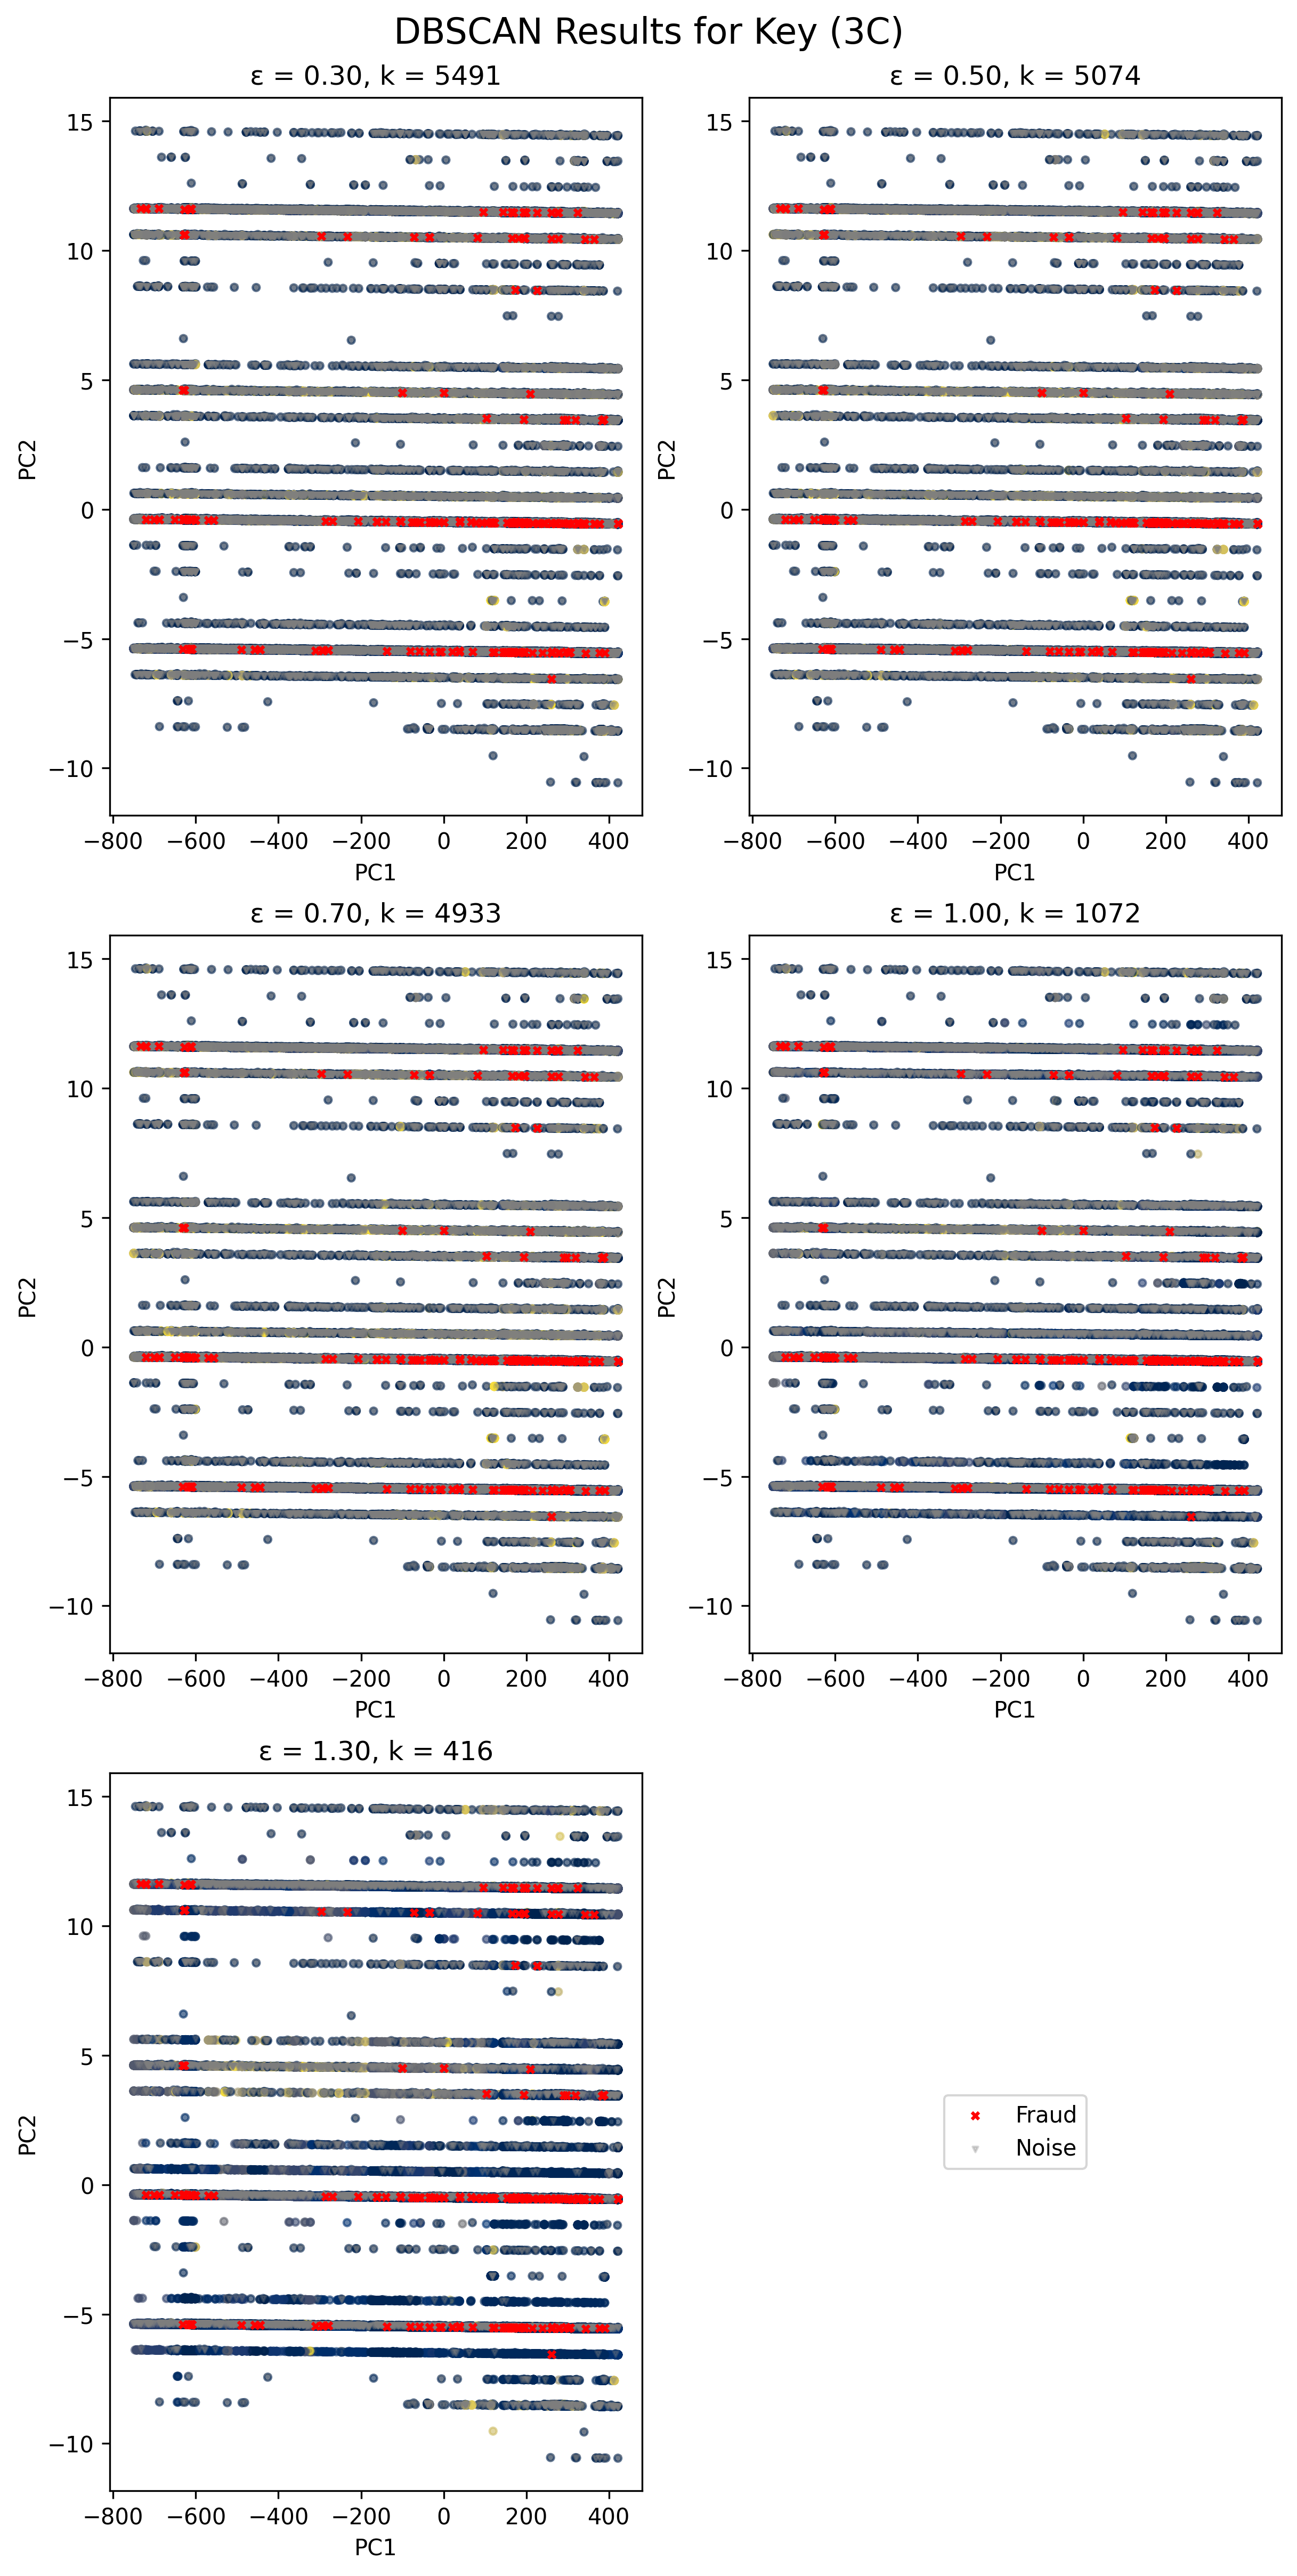 DBSCAN Results for Key (3C)
ε = 0.30, k = 5491
15
10
5
0
−5
−10
PC2
−800 −600 −400 −200 0 200 400
PC1
ε = 0.50, k = 5074
15
10
5
0
−5
−10
PC2
−800 −600 −400 −200 0 200 400
PC1
ε = 0.70, k = 4933
15
10
5
0
−5
−10
PC2
−800 −600 −400 −200 0 200 400
PC1
ε = 1.00, k = 1072
15
10
5
0
−5
−10
PC2
−800 −600 −400 −200 0 200 400
PC1
ε = 1.30, k = 416
15
10
5
0
−5
−10
PC2
−800 −600 −400 −200 0 200 400
PC1
Fraud
Noise